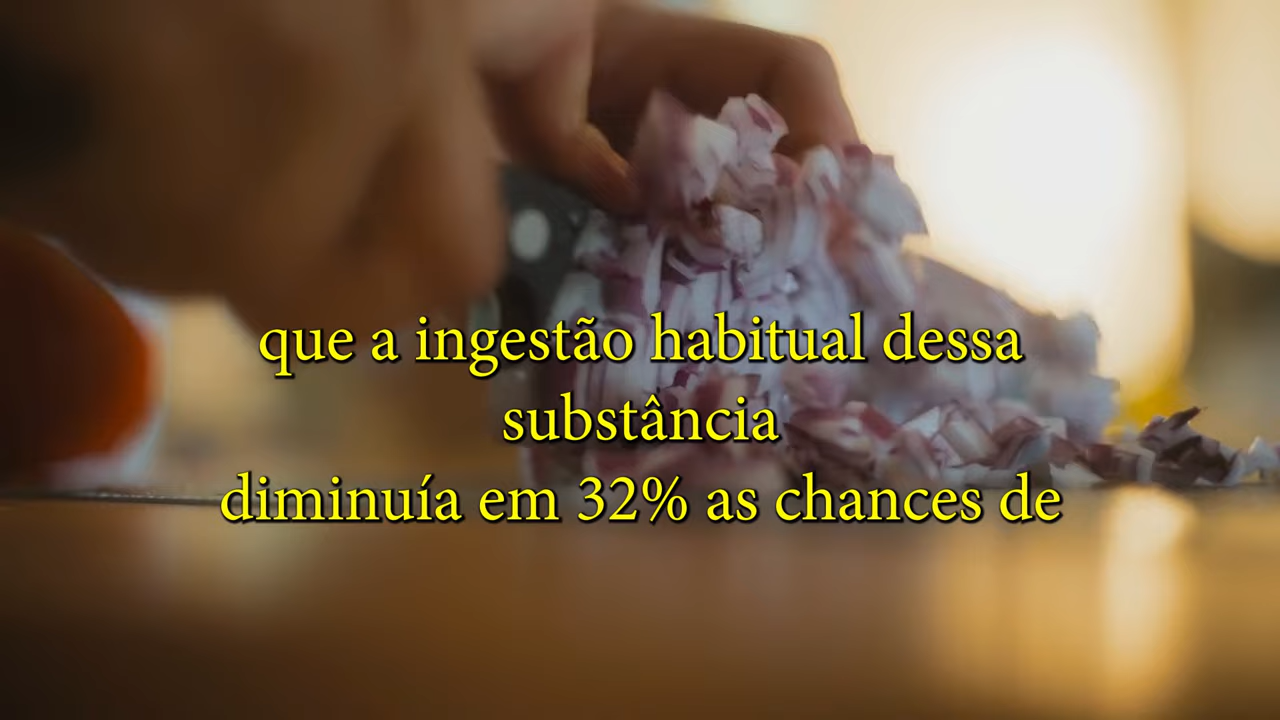 que a ingestão habitual dessa
substância
diminuía em 32% as chances de